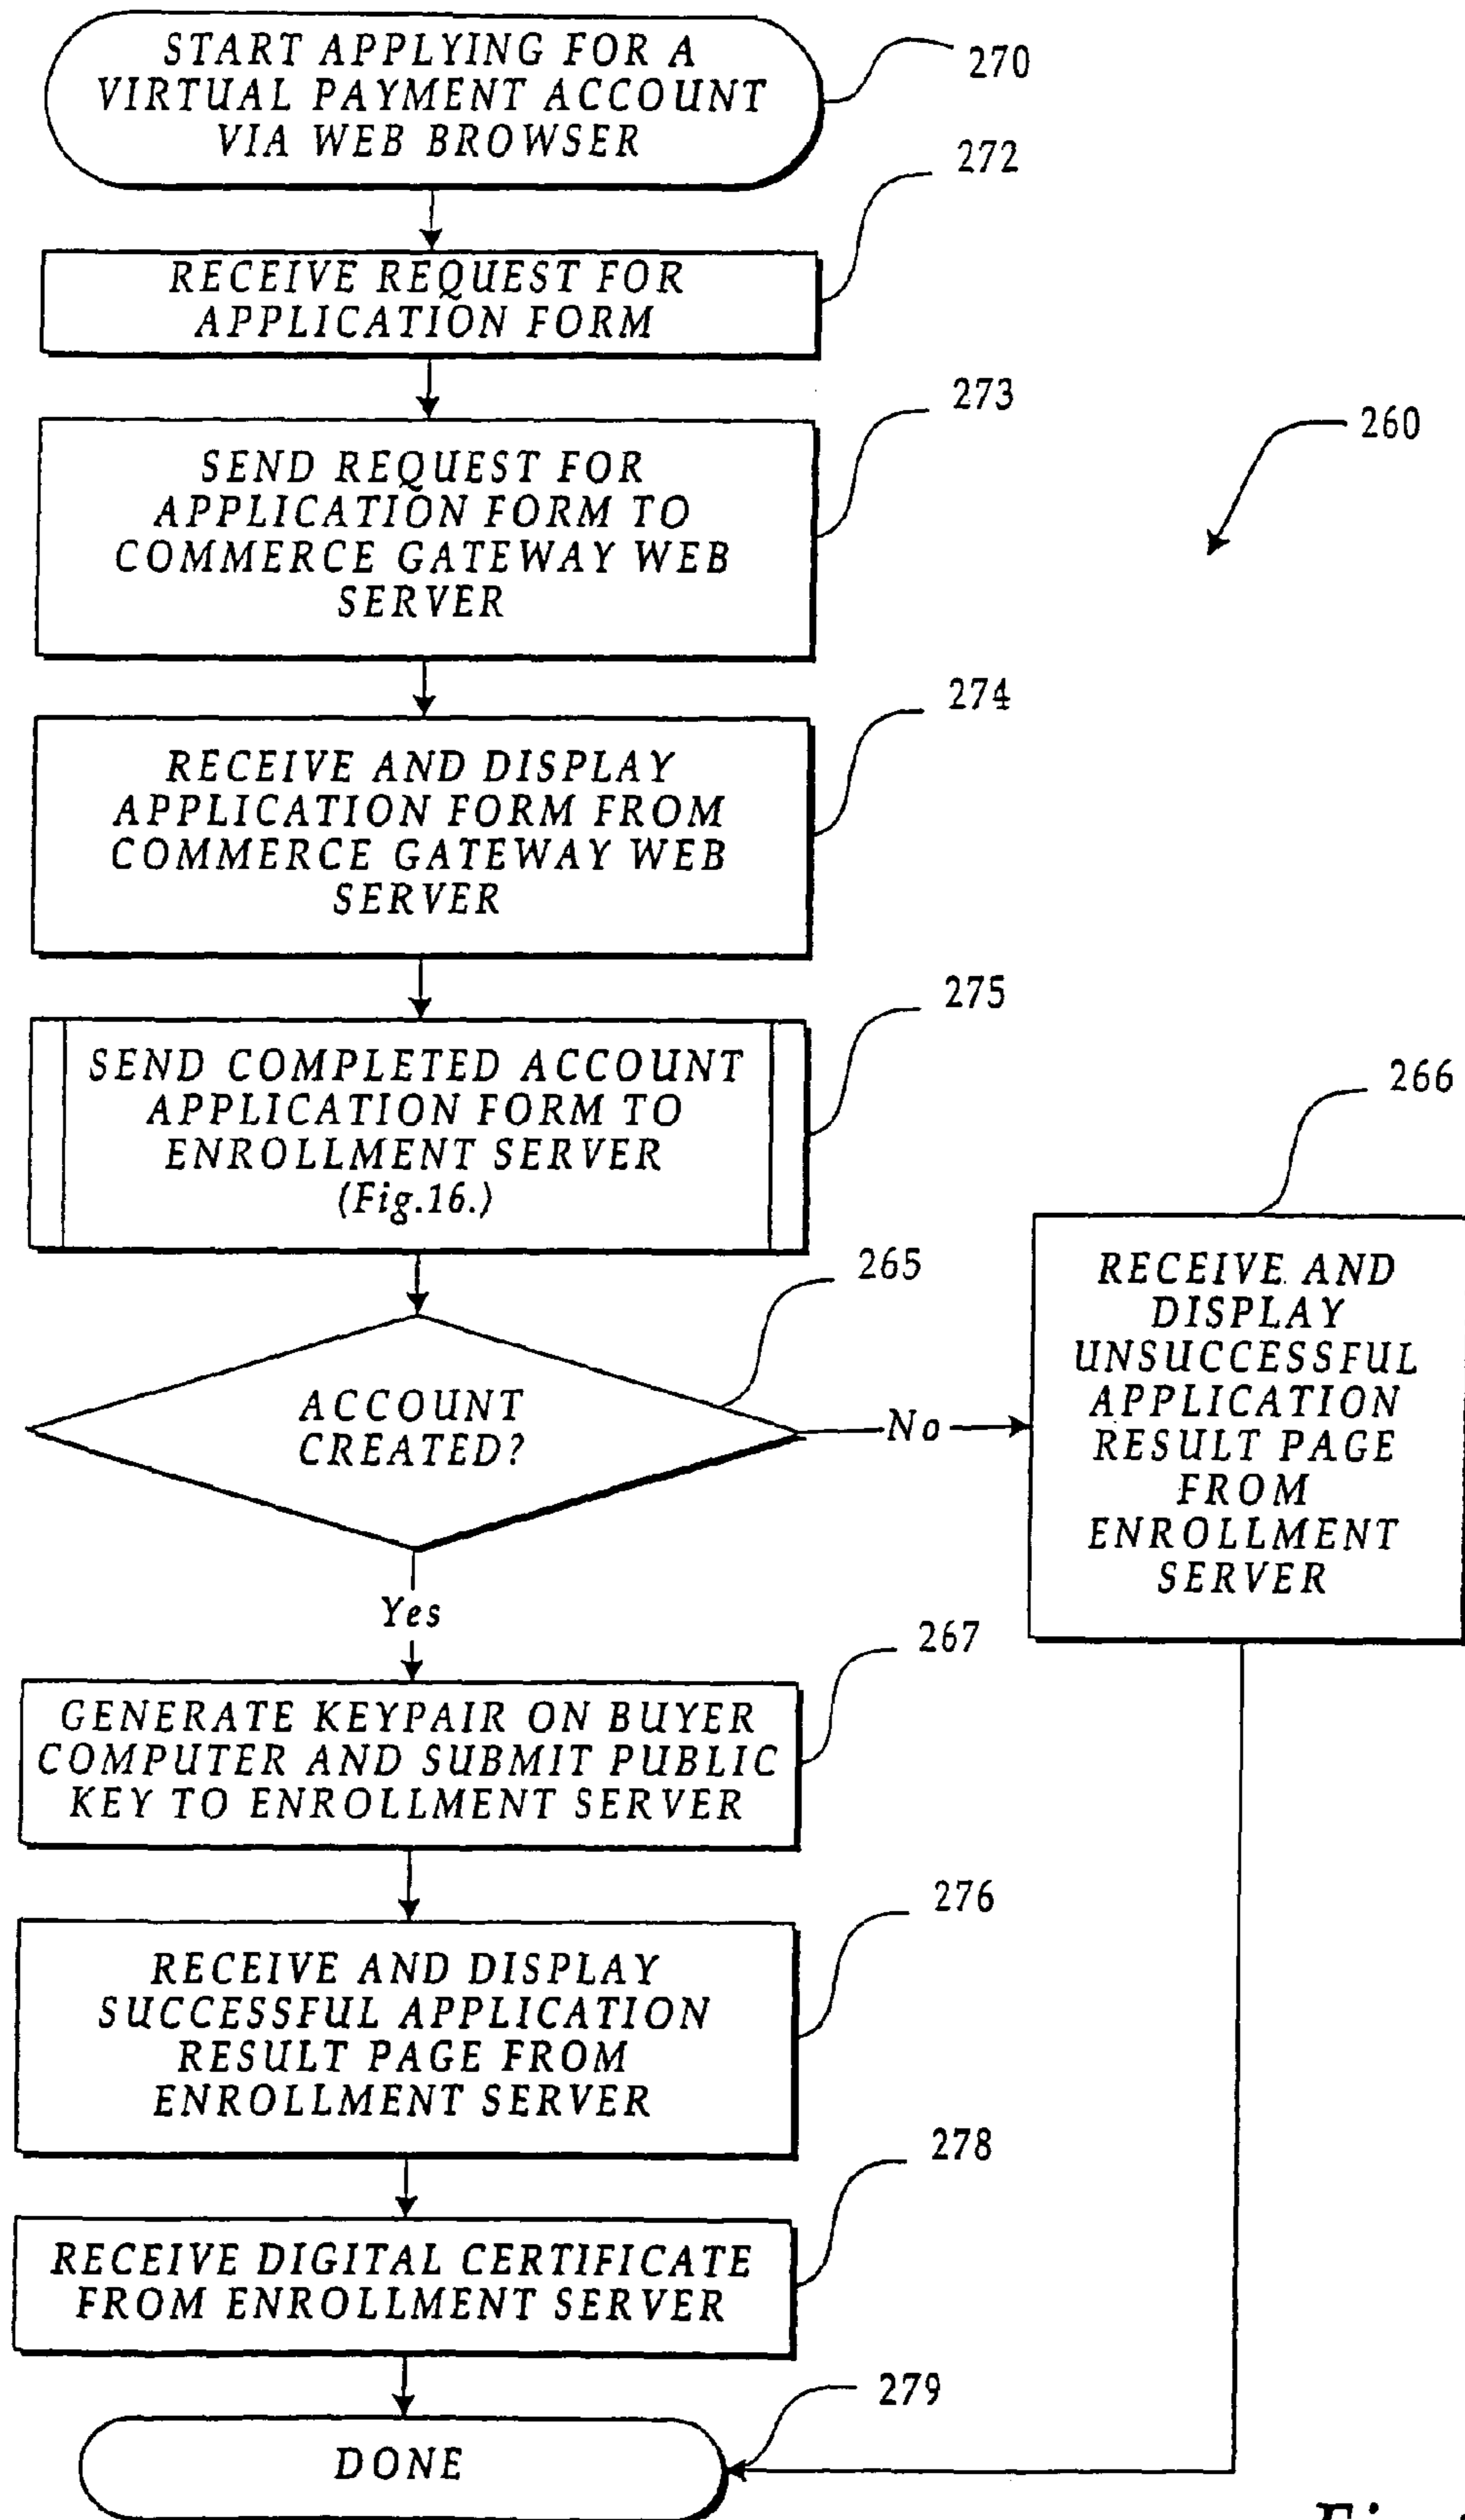 START APPLYING FOR A
VIRTUAL PAYMENT ACCOUNT
VIA WEB BROWSER
270
272
RECEIVE REQUEST FOR
APPLICATION FORM
273
SEND REQUEST FOR
APPLICATION FORM TO
COMMERCE GATEWAY WEB
SERVER
260
274
RECEIVE AND DISPLAY
APPLICATION FORM FROM
COMMERCE GATEWAY WEB
SERVER
275
SEND COMPLETED ACCOUNT
APPLICATION FORM TO
ENROLLMENT SERVER
(Fig.16.)
265
ACCOUNT
CREATED?
No
266
RECEIVE AND
DISPLAY
UNSUCCESSFUL
APPLICATION
RESULT PAGE
FROM
ENROLLMENT
SERVER
Yes
267
GENERATE KEYPAIR ON BUYER
COMPUTER AND SUBMIT PUBLIC
KEY TO ENROLLMENT SERVER
276
RECEIVE AND DISPLAY
SUCCESSFUL APPLICATION
RESULT PAGE FROM
ENROLLMENT SERVER
278
RECEIVE DIGITAL CERTIFICATE
FROM ENROLLMENT SERVER
279
DONE